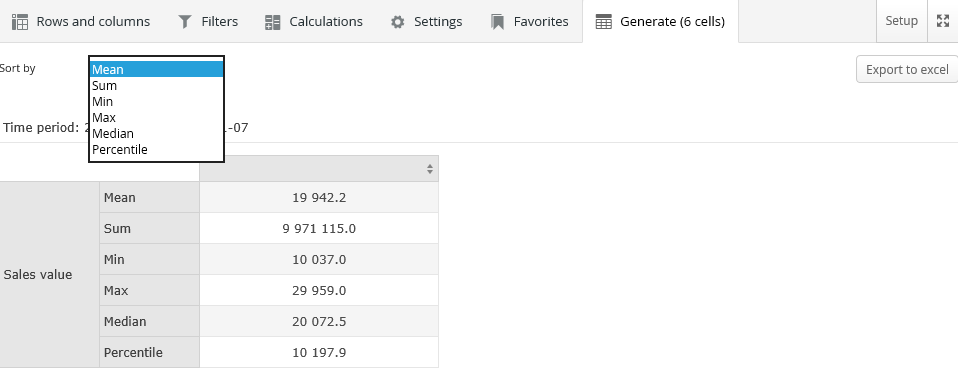 Rows and columns Filters Calculations Settings Favorites Generate (6 cells) Setup
Sort by
Mean
Sum
Min
Max
Median
Percentile
Export to excel
Time period: -07
Mean 19 942.2
Sum 9 971 115.0
Min 10 037.0
Sales value
Max 29 959.0
Median 20 072.5
Percentile 10 197.9